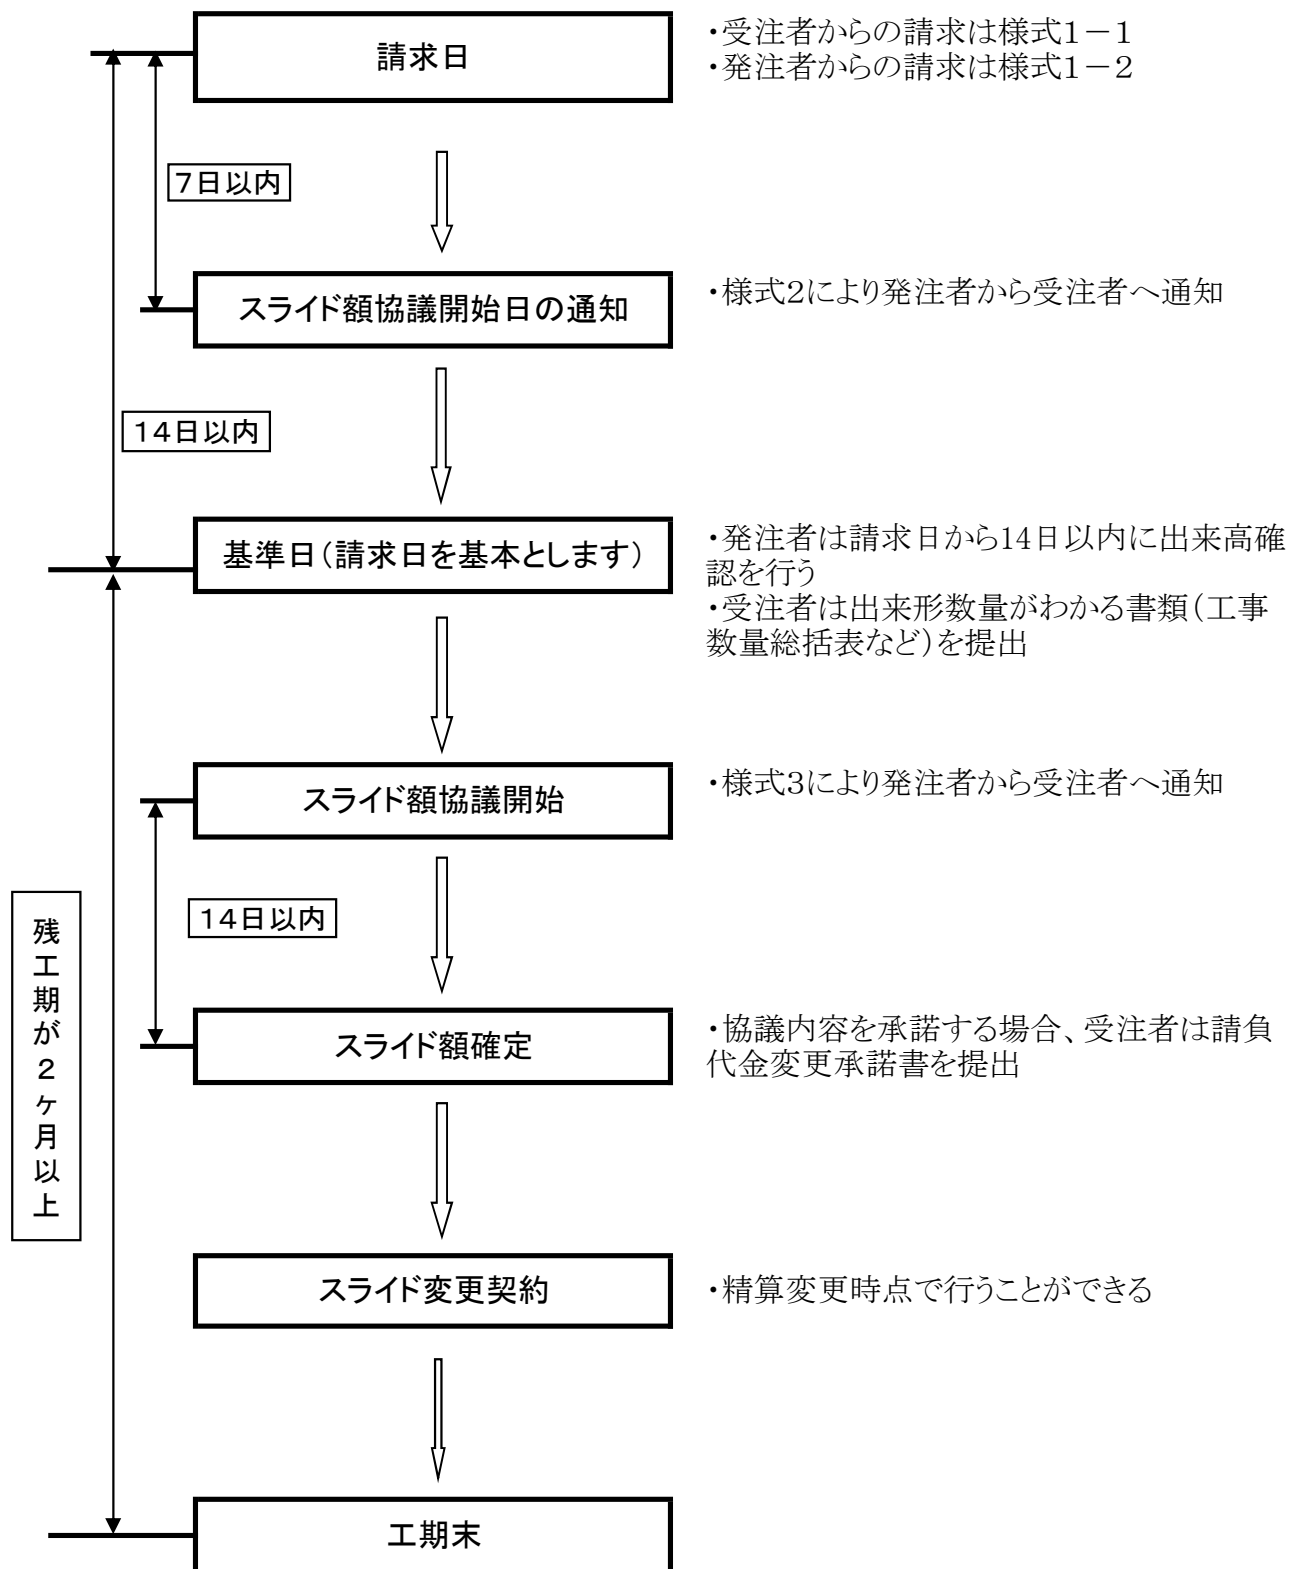 請求日
・受注者からの請求は様式1－1
・発注者からの請求は様式1－2
7日以内
スライド額協議開始日の通知
・様式2により発注者から受注者へ通知
14日以内
基準日（請求日を基本とします）
・発注者は請求日から14日以内に出来高確
認を行う
・受注者は出来形数量がわかる書類（工事
数量総括表など）を提出
スライド額協議開始
・様式3により発注者から受注者へ通知
14日以内
残工期が2ヶ月以上
スライド額確定
・協議内容を承諾する場合、受注者は請負
代金変更承諾書を提出
スライド変更契約
・精算変更時点で行うことができる
工期末